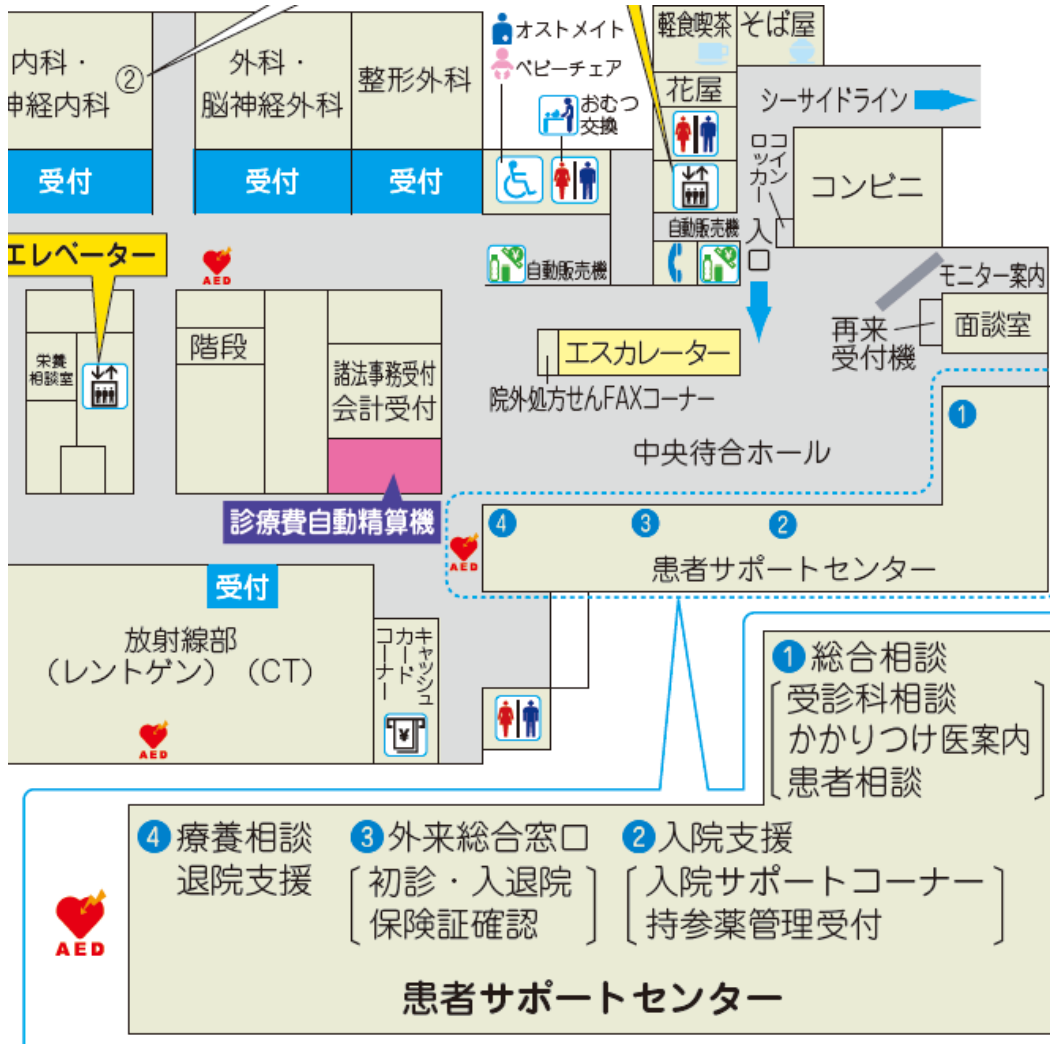 内科・
神経内科
②
外科・
脳神経外科
整形外科
オストメイト
ベビーチェア
おむつ
交換
軽食喫茶
そば屋
花屋
シーサイドライン
コインロッカー
コンビニ
受付
受付
受付
自動販売機
入口
エレベーター
AED
自動販売機
モニター案内
面談室
再来
受付機
栄養
相談室
階段
諸法事務受付
会計受付
エスカレーター
院外処方せんFAXコーナー
中央待合ホール
1
診療費自動精算機
4
3
2
AED
患者サポートセンター
受付
放射線部
（レントゲン）（CT）
キャッシュ
カード
コーナー
¥
AED
1 総合相談
受診科相談
かかりつけ医案内
患者相談
4 療養相談
退院支援
3 外来総合窓口
初診・入退院
保険証確認
2 入院支援
入院サポートコーナー
持参薬管理受付
AED
患者サポートセンター